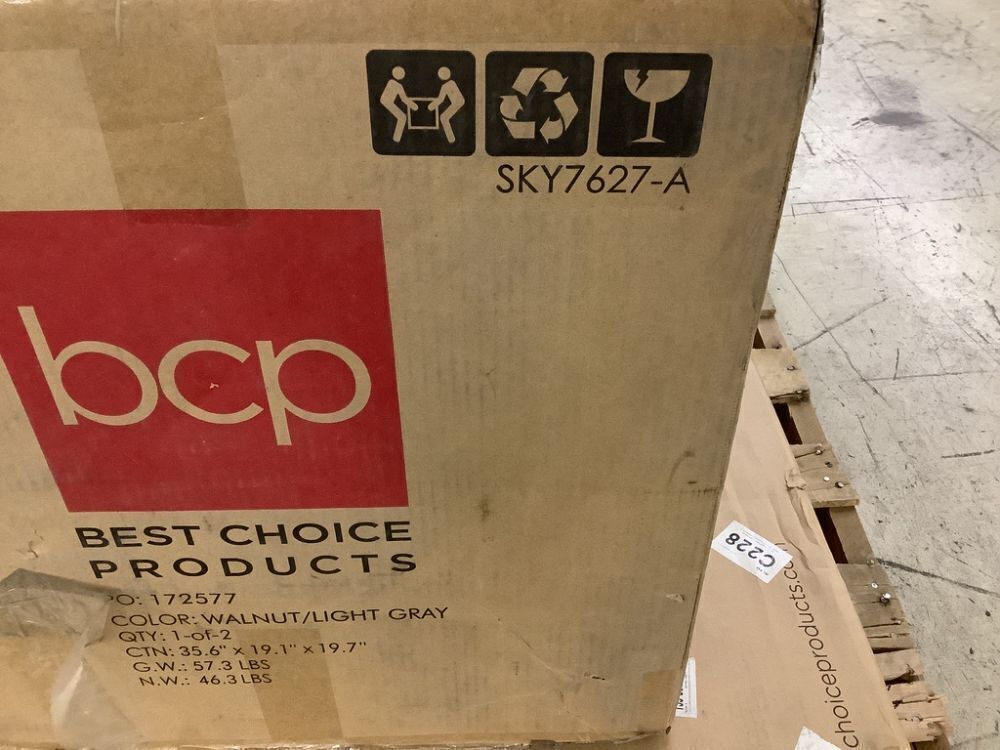 SKY7627-A
bcp
BEST CHOICE
PRODUCTS
PO: 172577
COLOR: WALNUT/LIGHT GRAY
QTY: 1-of-2
CTN: 35.6" x 19.1" x 19.7"
G.W.: 57.3 LBS
N.W.: 46.3 LBS
C228
choiceproducts.co